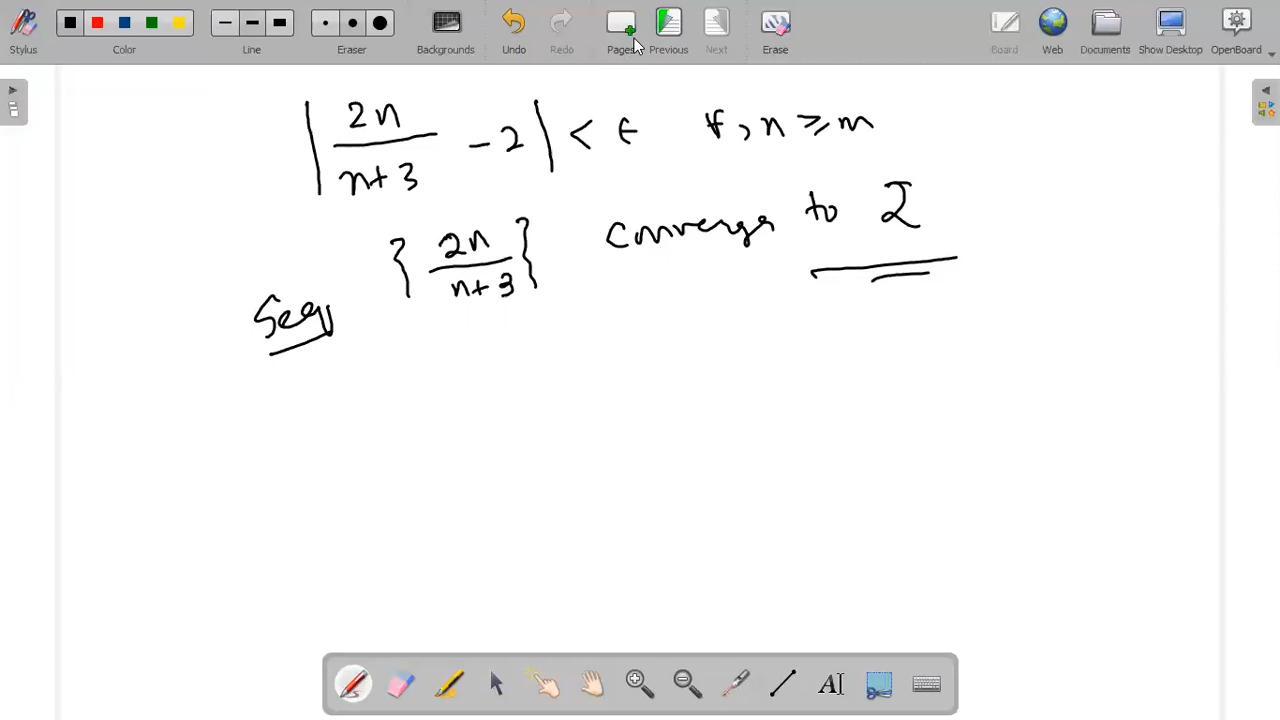 Stylus Color Line Eraser Backgrounds Undo Redo Pages Previous Next Erase Board Web Documents Show Desktop OpenBoard
| 2n / n+3 - 2 | < ϵ ∀, n ≥ m
Seq { 2n / n+3 } converges to 2